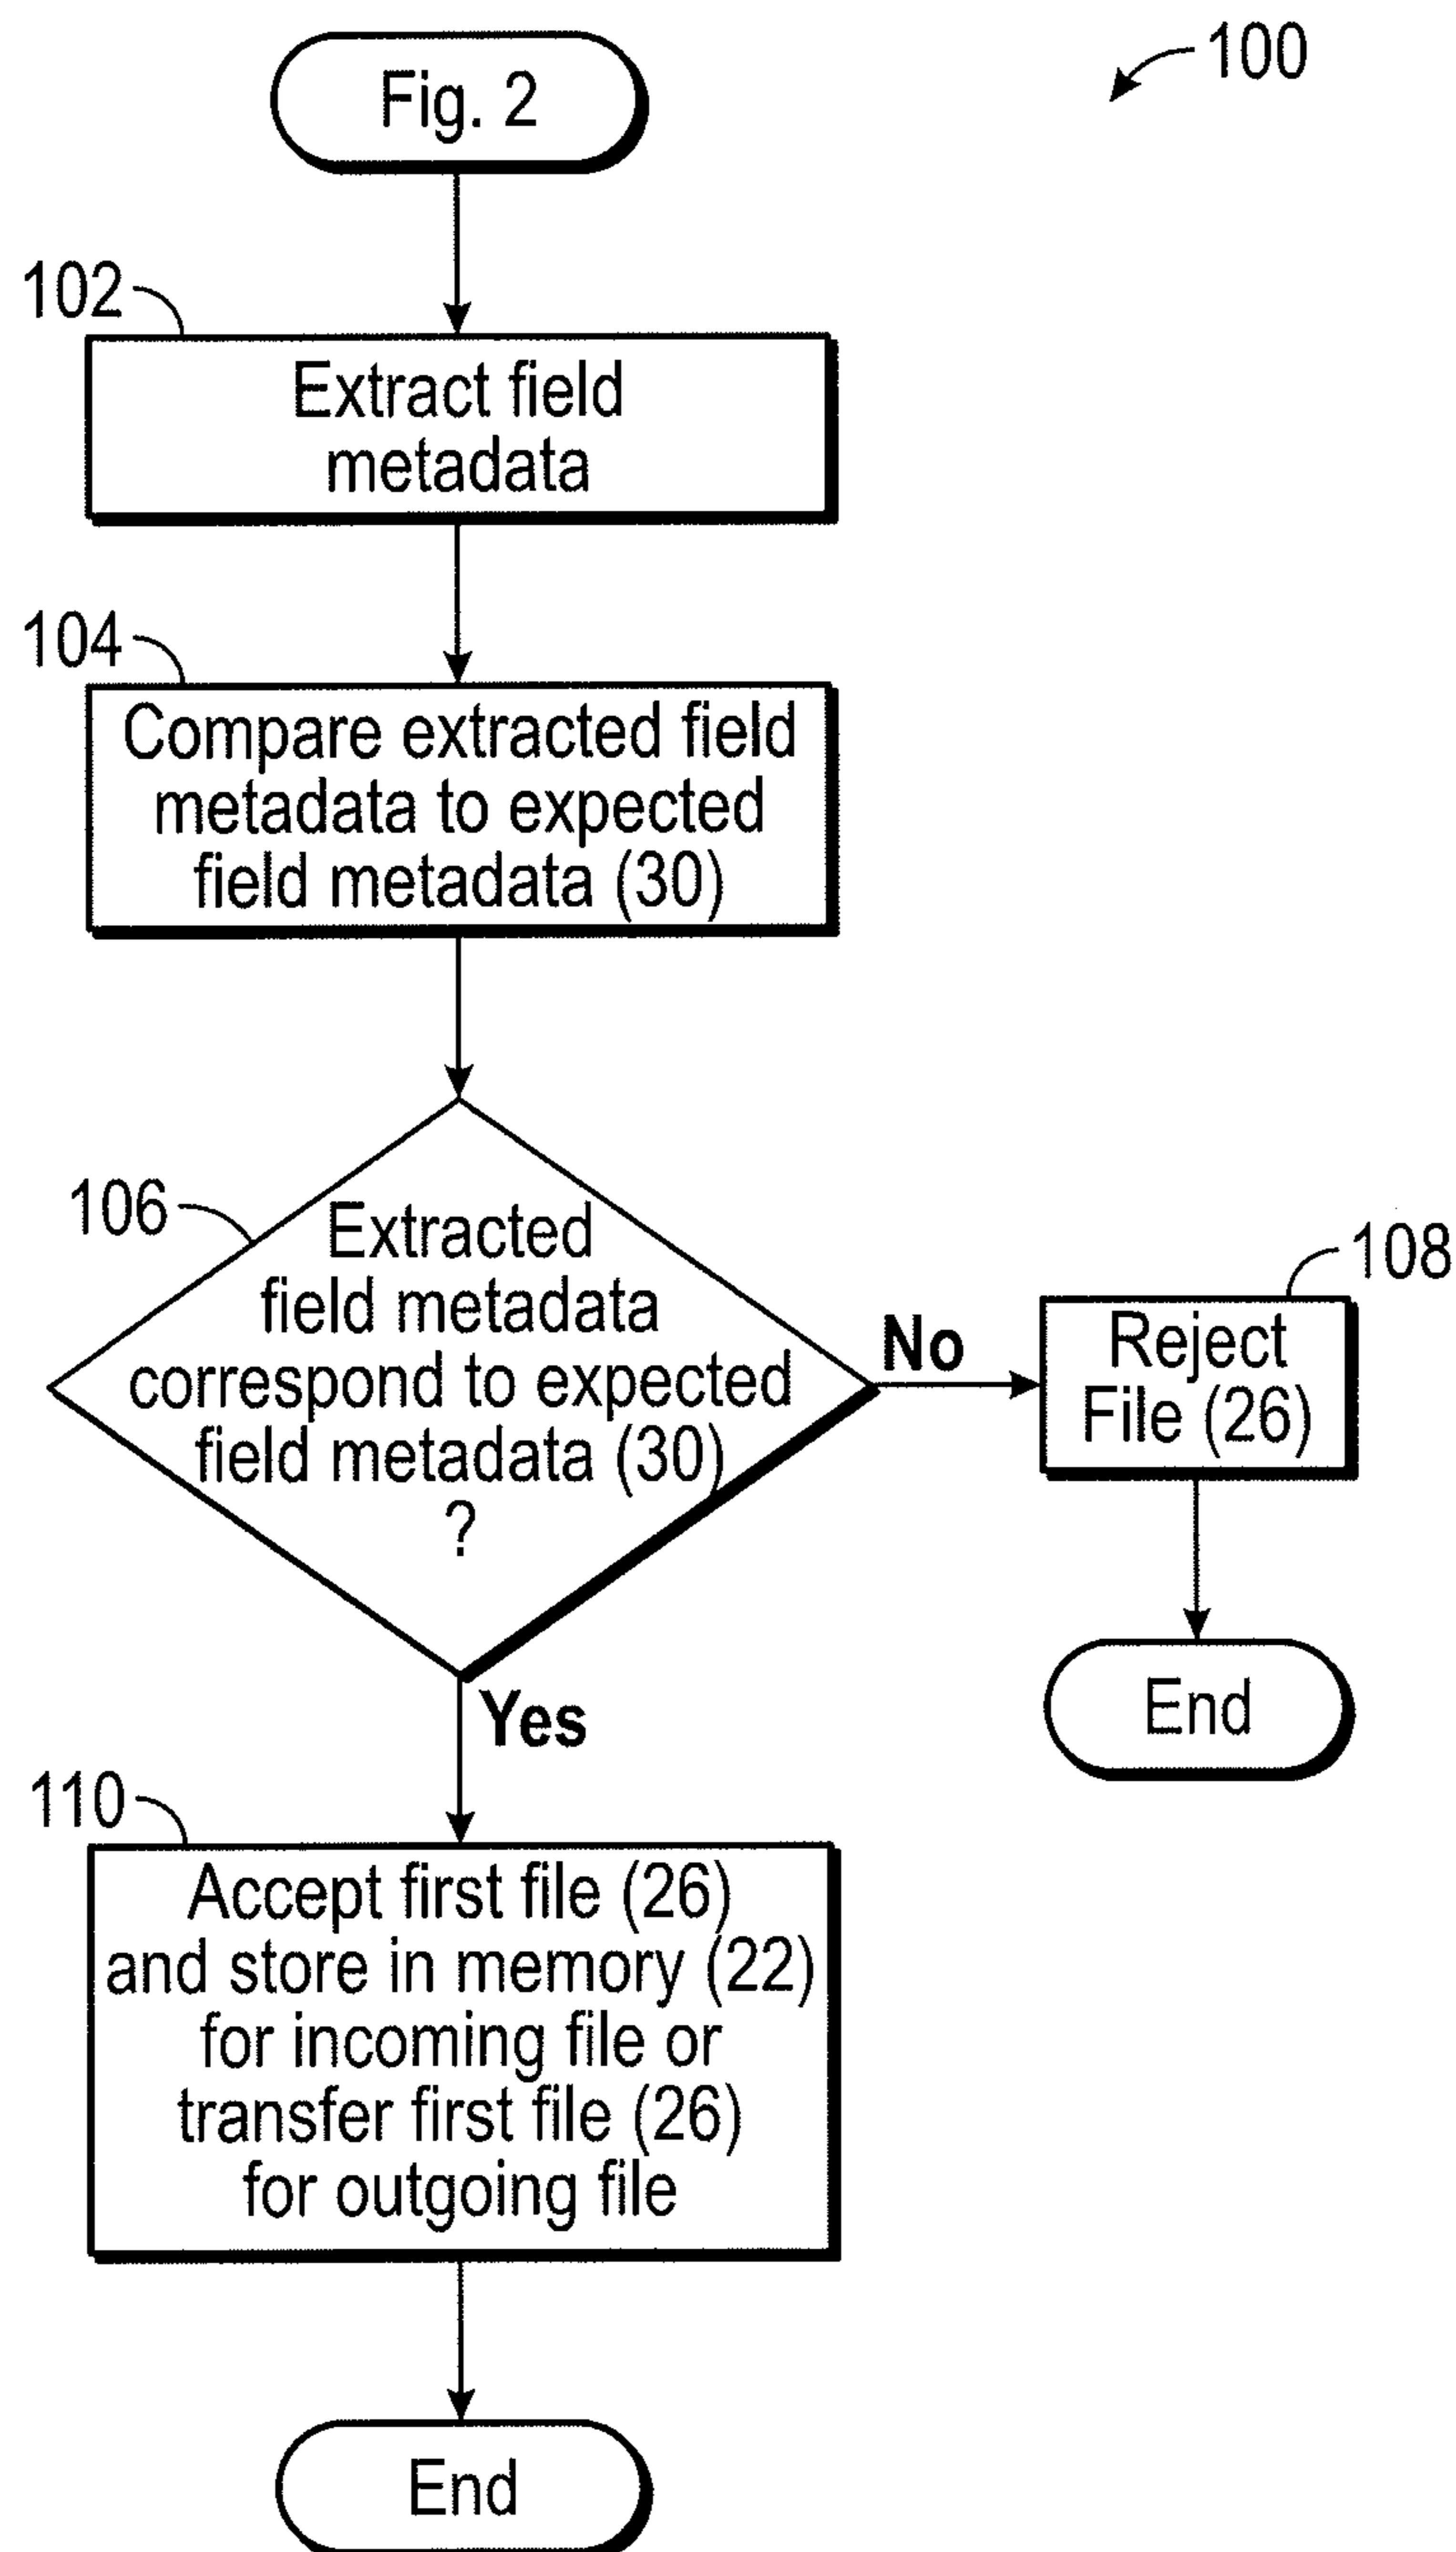 Fig. 2
100
102
Extract field
metadata
104
Compare extracted field
metadata to expected
field metadata (30)
106
Extracted
field metadata
correspond to expected
field metadata (30)
?
No
108
Reject
File (26)
End
Yes
110
Accept first file (26)
and store in memory (22)
for incoming file or
transfer first file (26)
for outgoing file
End